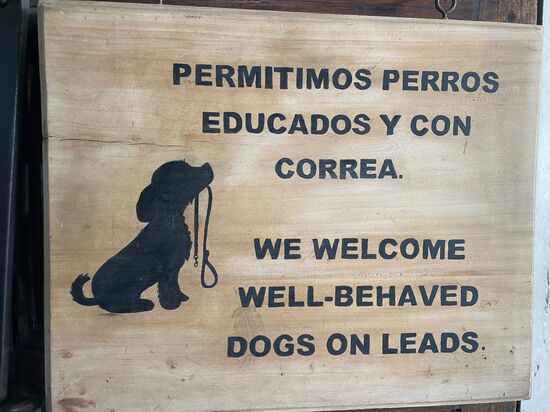 PERMITIMOS PERROS
EDUCADOS Y CON
CORREA.
WE WELCOME
WELL-BEHAVED
DOGS ON LEADS.